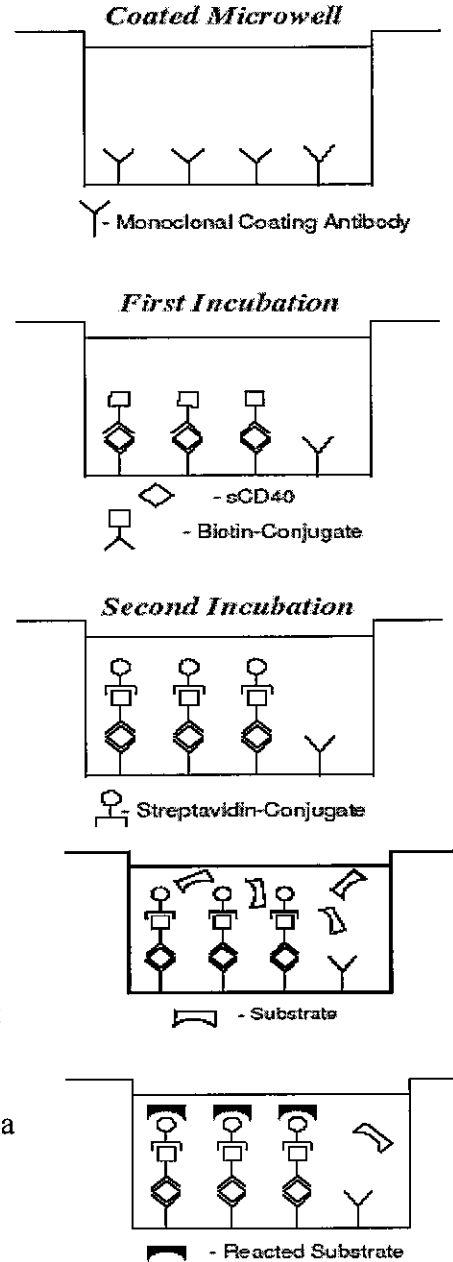 Coated Microwell
- Monoclonal Coating Antibody
First Incubation
- sCD40
- Biotin-Conjugate
Second Incubation
- Streptavidin-Conjugate
- Substrate
a
- Reacted Substrate